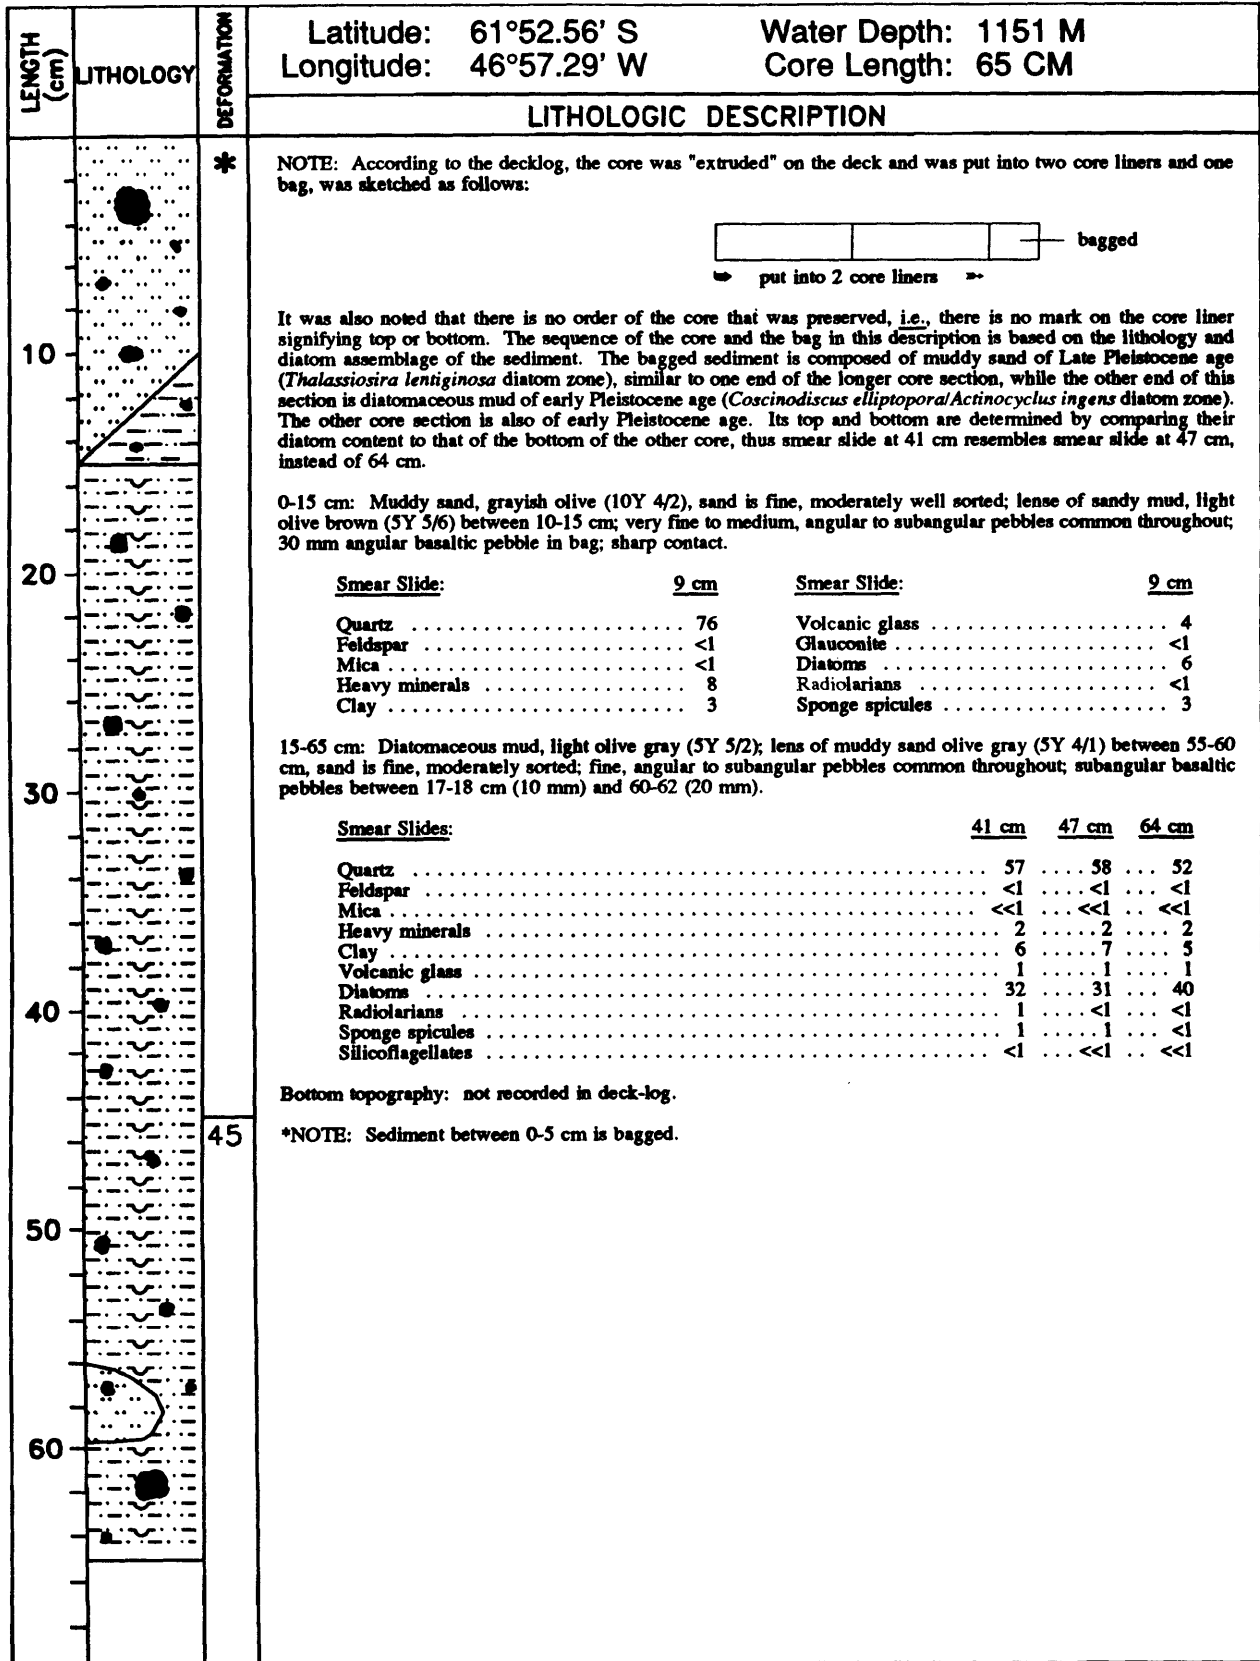 LENGTH (cm)
LITHOLOGY
DEFORMATION
Latitude: 61°52.56' S Water Depth: 1151 M
Longitude: 46°57.29' W Core Length: 65 CM
LITHOLOGIC DESCRIPTION
*
NOTE: According to the decklog, the core was "extruded" on the deck and was put into two core liners and one
bag, was sketched as follows:
bagged
put into 2 core liners
It was also noted that there is no order of the core that was preserved, i.e., there is no mark on the core liner
signifying top or bottom. The sequence of the core and the bag in this description is based on the lithology and
diatom assemblage of the sediment. The bagged sediment is composed of muddy sand of Late Pleistocene age
(Thalassiosira lentiginosa diatom zone), similar to one end of the longer core section, while the other end of this
section is diatomaceous mud of early Pleistocene age (Coscinodiscus elliptopora/Actinocyclus ingens diatom zone).
The other core section is also of early Pleistocene age. Its top and bottom are determined by comparing their
diatom content to that of the bottom of the other core, thus smear slide at 41 cm resembles smear slide at 47 cm,
instead of 64 cm.
0-15 cm: Muddy sand, grayish olive (10Y 4/2), sand is fine, moderately well sorted; lense of sandy mud, light
olive brown (5Y 5/6) between 10-15 cm; very fine to medium, angular to subangular pebbles common throughout;
30 mm angular basaltic pebble in bag; sharp contact.
Smear Slide: 9 cm Smear Slide: 9 cm
Quartz ........................ 76 Volcanic glass ..................... 4
Feldspar ....................... <1 Glauconite ........................ <1
Mica .......................... <1 Diatoms .......................... 6
Heavy minerals .................. 8 Radiolarians ...................... <1
Clay ........................... 3 Sponge spicules .................... 3
15-65 cm: Diatomaceous mud, light olive gray (5Y 5/2); lens of muddy sand olive gray (5Y 4/1) between 55-60
cm, sand is fine, moderately sorted; fine, angular to subangular pebbles common throughout; subangular basaltic
pebbles between 17-18 cm (10 mm) and 60-62 (20 mm).
Smear Slides: 41 cm 47 cm 64 cm
Quartz ........................ 57 .... 58 ... 52
Feldspar ........................ <1 .... <1 ... <1
Mica ........................ <<1 ... <<1 .. <<1
Heavy minerals ........................ 2 ..... 2 .... 2
Clay ........................ 6 ..... 7 .... 5
Volcanic glass ........................ 1 ..... 1 .... 1
Diatoms ........................ 32 .... 31 ... 40
Radiolarians ........................ 1 .... <1 ... <1
Sponge spicules ........................ 1 ..... 1 ... <1
Silicoflagellates ........................ <1 ... <<1 .. <<1
Bottom topography: not recorded in deck-log.
*NOTE: Sediment between 0-5 cm is bagged.
10
20
30
40
45
50
60